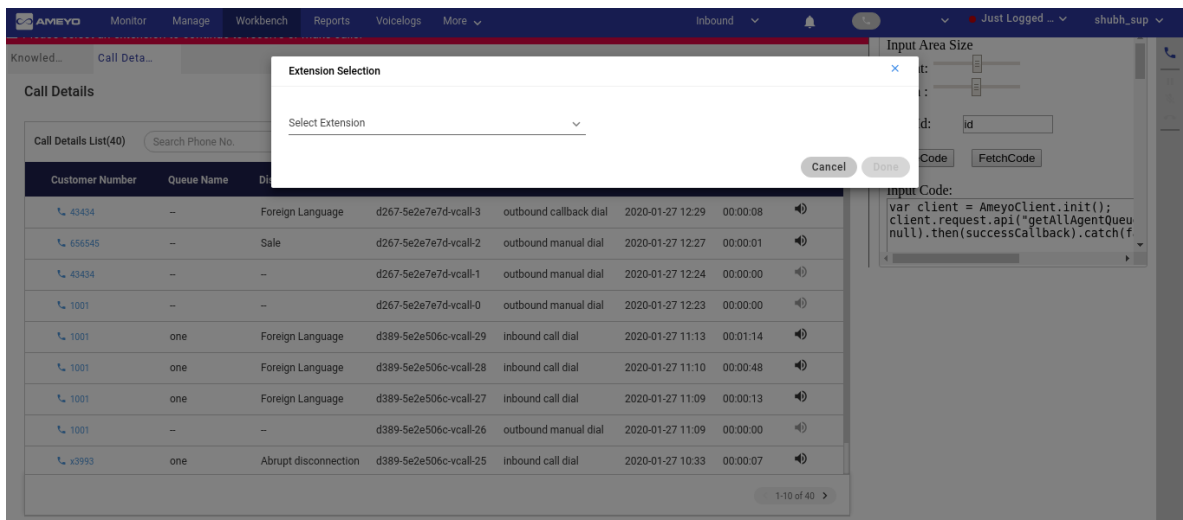 AMEYO Monitor Manage Workbench Reports Voicelogs More Inbound Just Logged ... shubh_sup
Knowled... Call Deta...
Input Area Size
Extension Selection
Call Details
Select Extension
id
Call Details List(40) Search Phone No.
Cancel Done
Code FetchCode
Customer Number Queue Name
Input Code:
var client = AmeyoClient.init();
client.request.api("getAllAgentQueu
null).then(successCallback).catch(f
43434 -- Foreign Language d267-5e2e7e7d-vcall-3 outbound callback dial 2020-01-27 12:29 00:00:08
656545 -- Sale d267-5e2e7e7d-vcall-2 outbound manual dial 2020-01-27 12:27 00:00:01
43434 -- -- d267-5e2e7e7d-vcall-1 outbound manual dial 2020-01-27 12:24 00:00:00
1001 -- -- d267-5e2e7e7d-vcall-0 outbound manual dial 2020-01-27 12:23 00:00:00
1001 one Foreign Language d389-5e2e506c-vcall-29 inbound call dial 2020-01-27 11:13 00:01:14
1001 one Foreign Language d389-5e2e506c-vcall-28 inbound call dial 2020-01-27 11:10 00:00:48
1001 one Foreign Language d389-5e2e506c-vcall-27 inbound call dial 2020-01-27 11:09 00:00:13
1001 -- -- d389-5e2e506c-vcall-26 outbound manual dial 2020-01-27 11:09 00:00:00
x3993 one Abrupt disconnection d389-5e2e506c-vcall-25 inbound call dial 2020-01-27 10:33 00:00:07
1-10 of 40